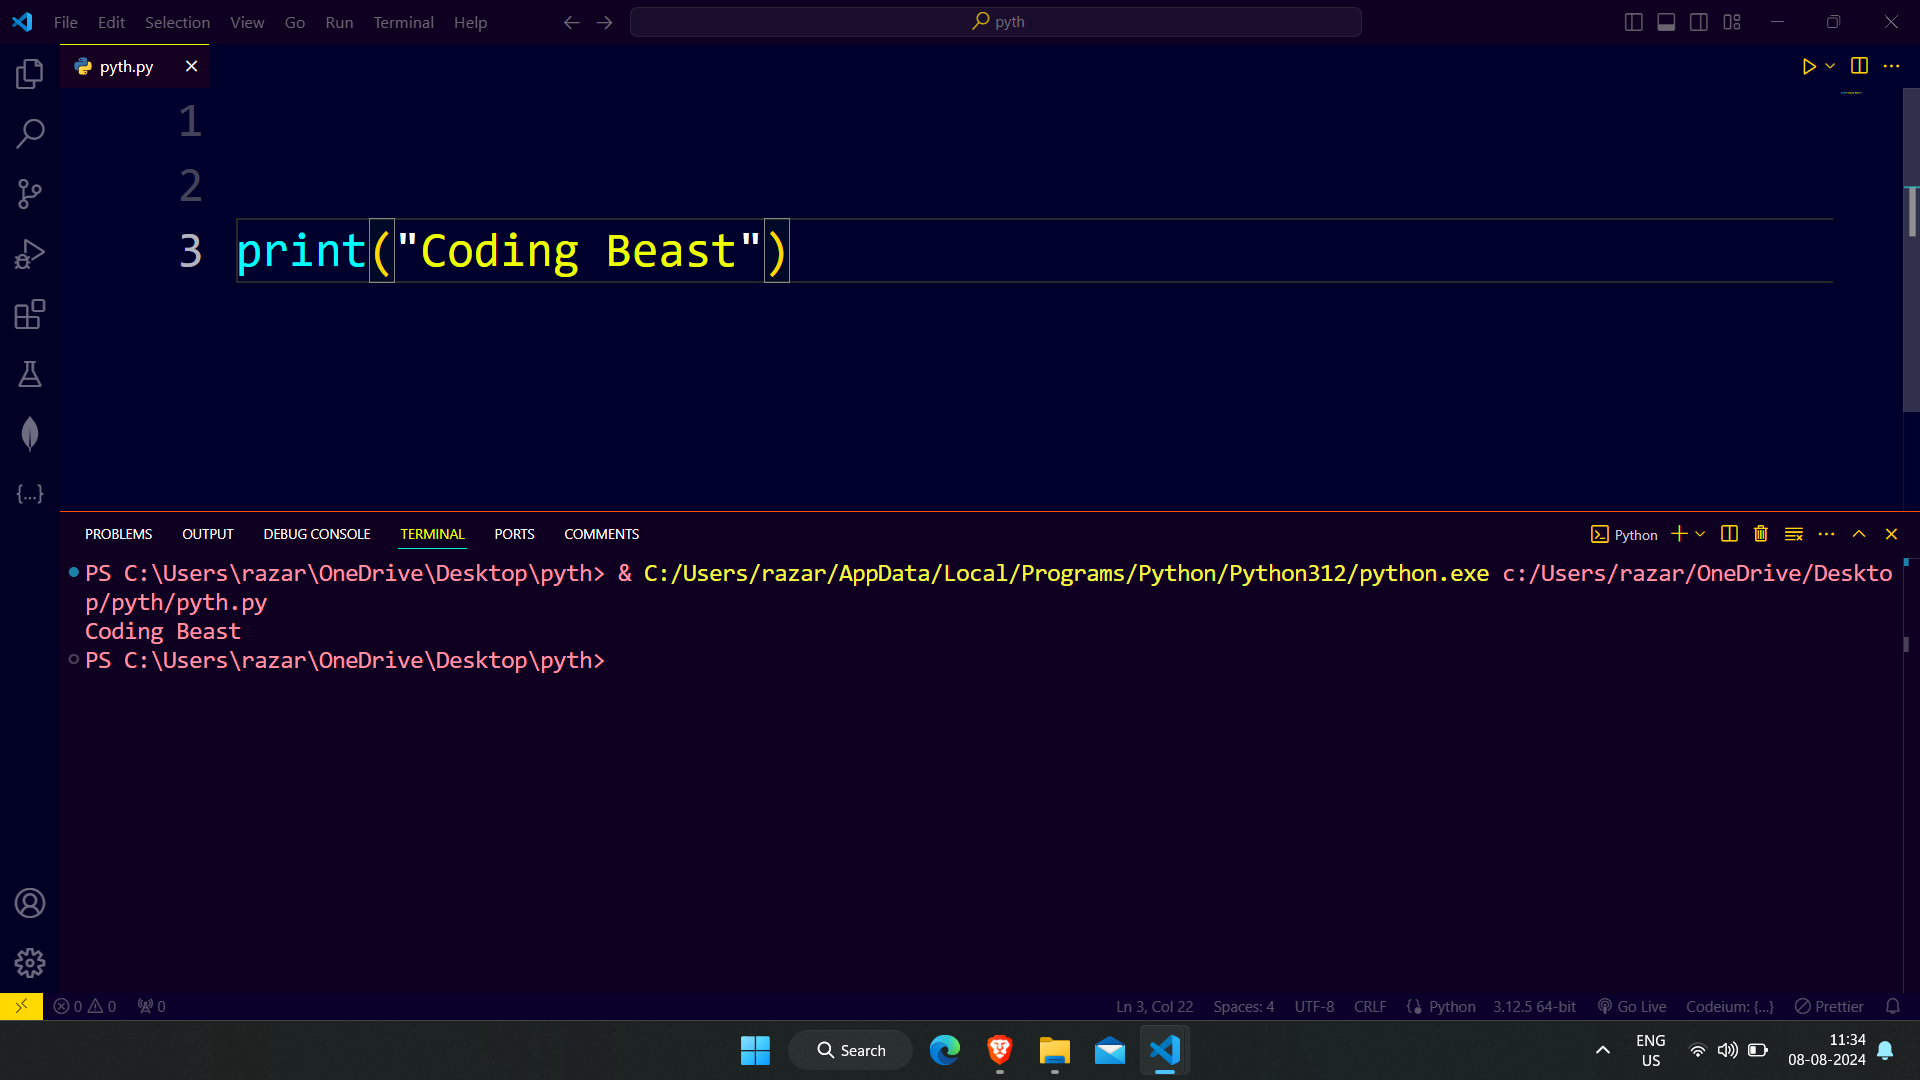 File Edit Selection View Go Run Terminal Help pyth
pyth.py
1
2
3 print("Coding Beast")
PROBLEMS OUTPUT DEBUG CONSOLE TERMINAL PORTS COMMENTS Python
PS C:\Users\razar\OneDrive\Desktop\pyth> & C:/Users/razar/AppData/Local/Programs/Python/Python312/python.exe c:/Users/razar/OneDrive/Deskto
p/pyth/pyth.py
Coding Beast
PS C:\Users\razar\OneDrive\Desktop\pyth>
0 0 0 Ln 3, Col 22 Spaces: 4 UTF-8 CRLF Python 3.12.5 64-bit Go Live Codeium: {...} Prettier
Search
ENG
US
11:34
08-08-2024